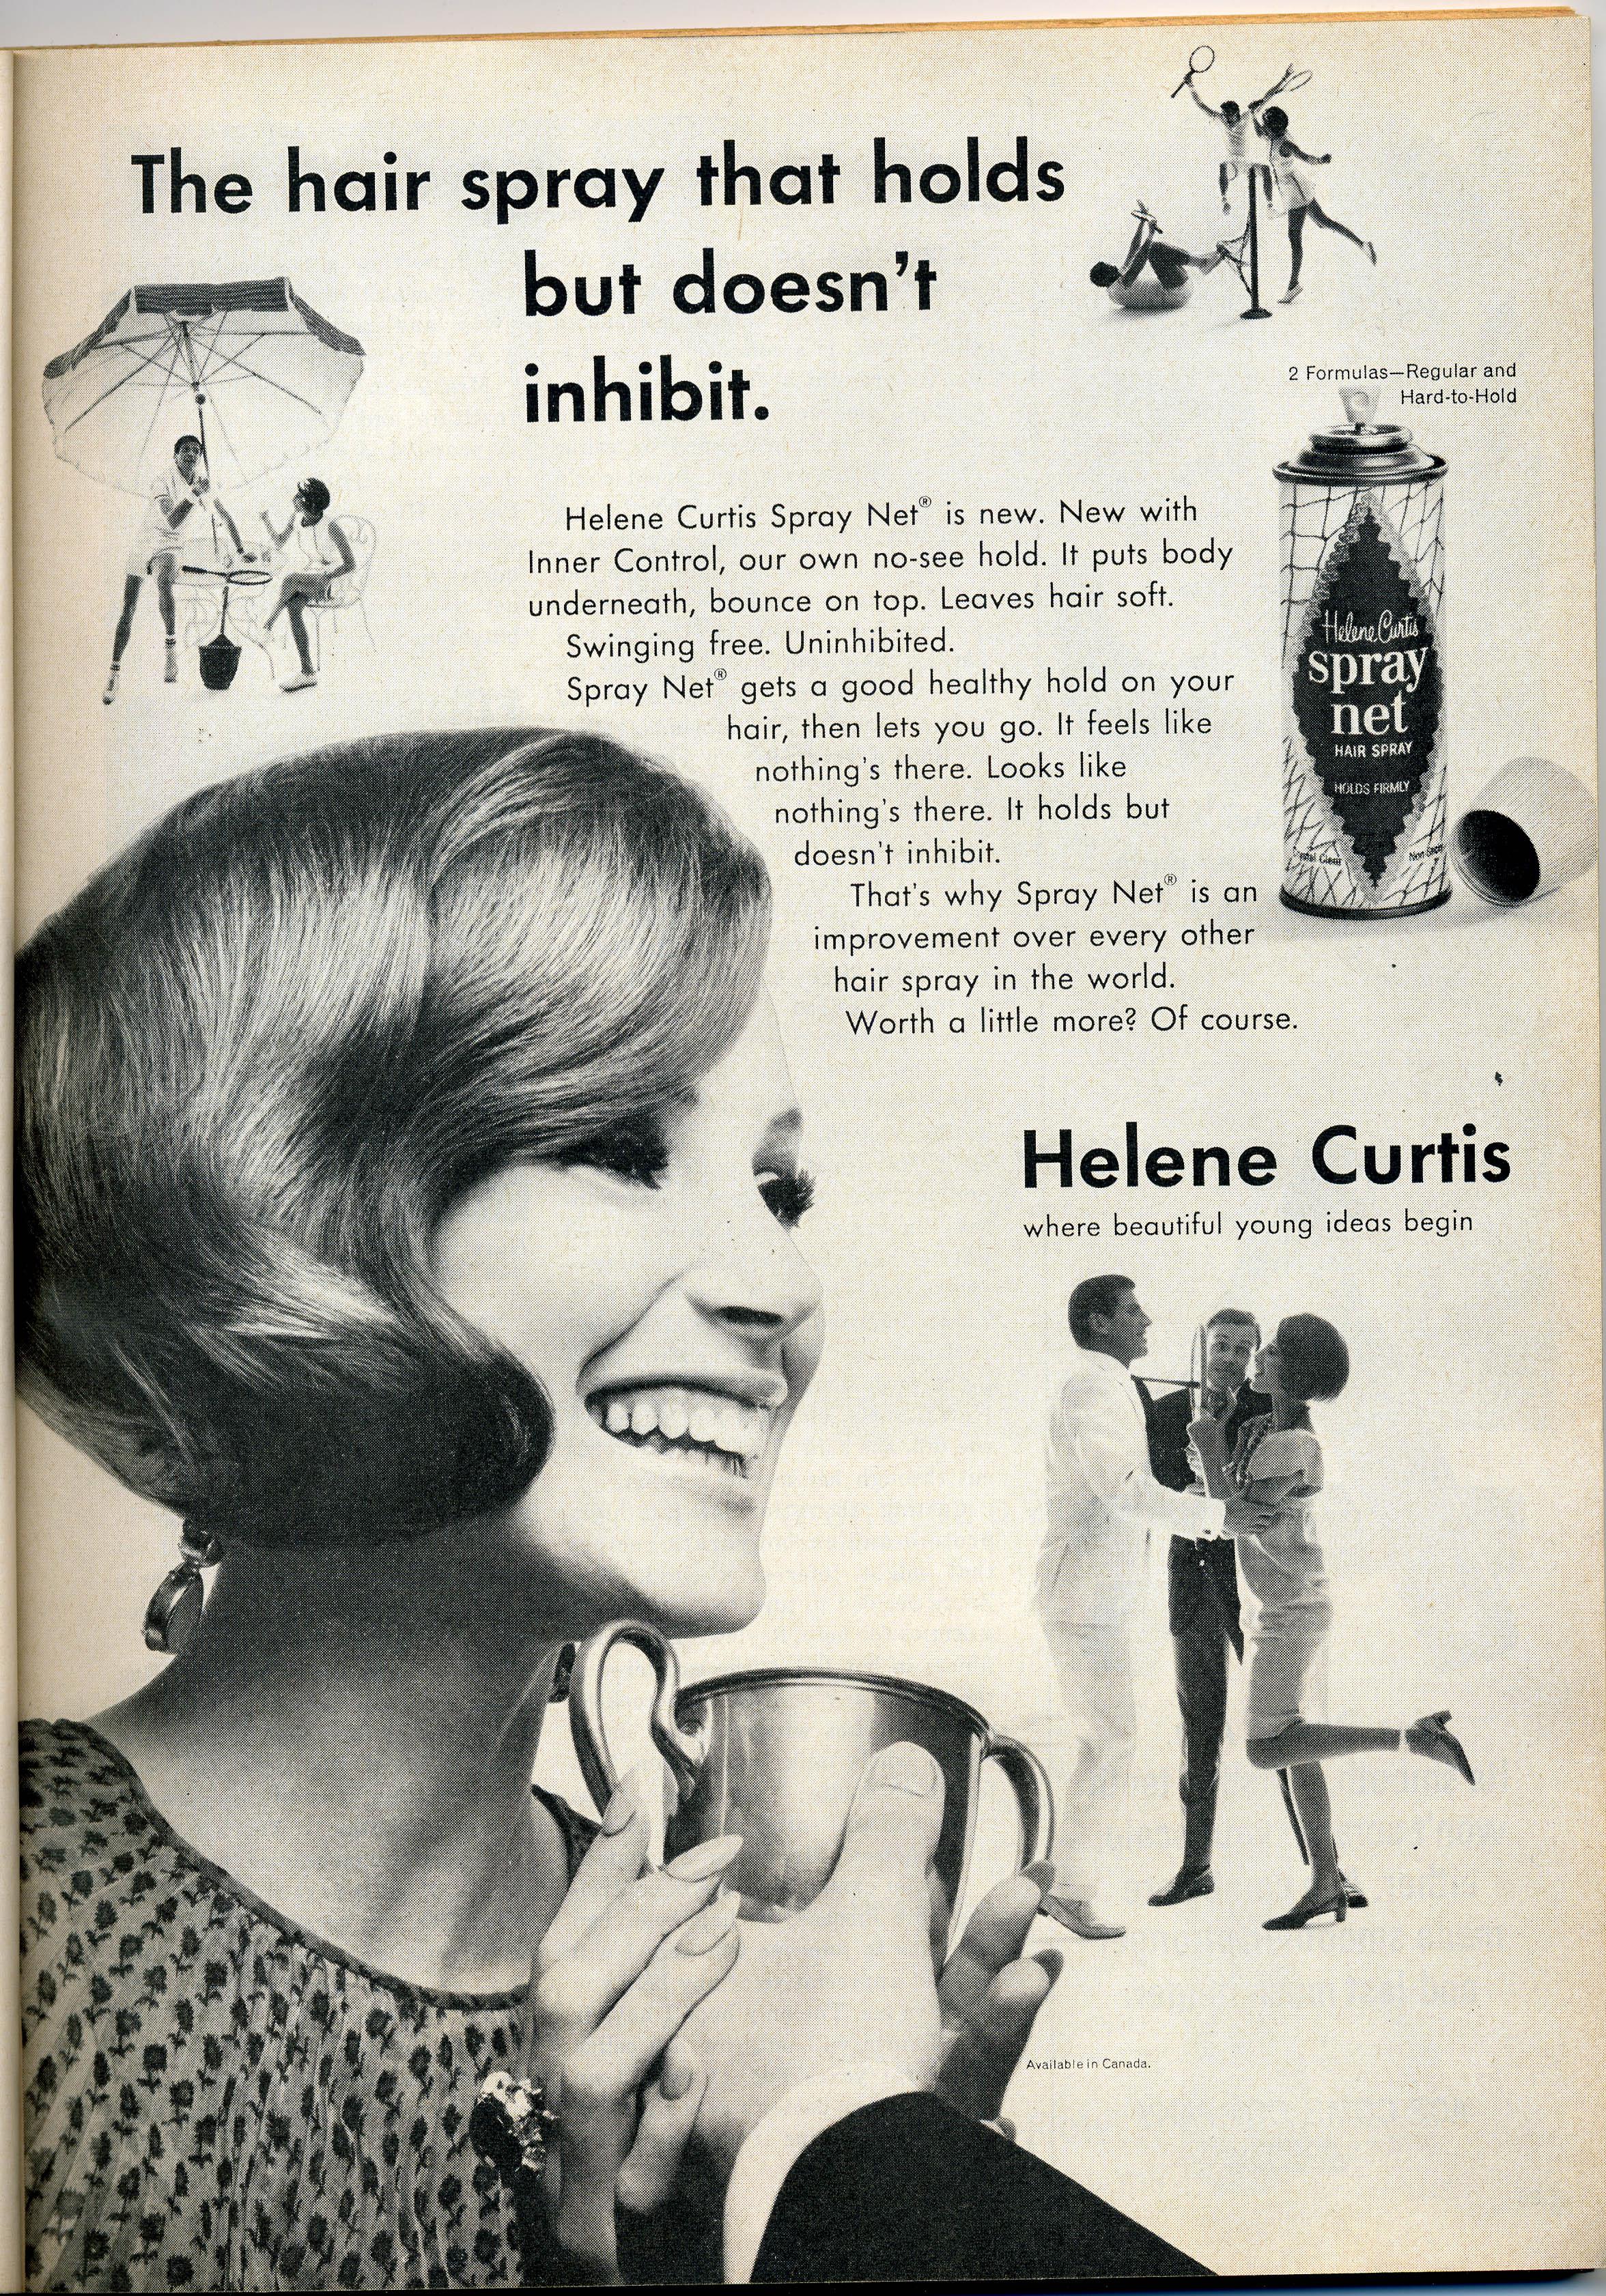 The hair spray that holds
but doesn't
inhibit.
2 Formulas—Regular and
Hard-to-Hold
Helene Curtis Spray Net® is new. New with
Inner Control, our own no-see hold. It puts body
underneath, bounce on top. Leaves hair soft.
Swinging free. Uninhibited.
Spray Net® gets a good healthy hold on your
hair, then lets you go. It feels like
nothing's there. Looks like
nothing's there. It holds but
doesn't inhibit.
That's why Spray Net® is an
improvement over every other
hair spray in the world.
Worth a little more? Of course.
Helene Curtis
spray
net
HAIR SPRAY
HOLDS FIRMLY
Helene Curtis
where beautiful young ideas begin
Available in Canada.